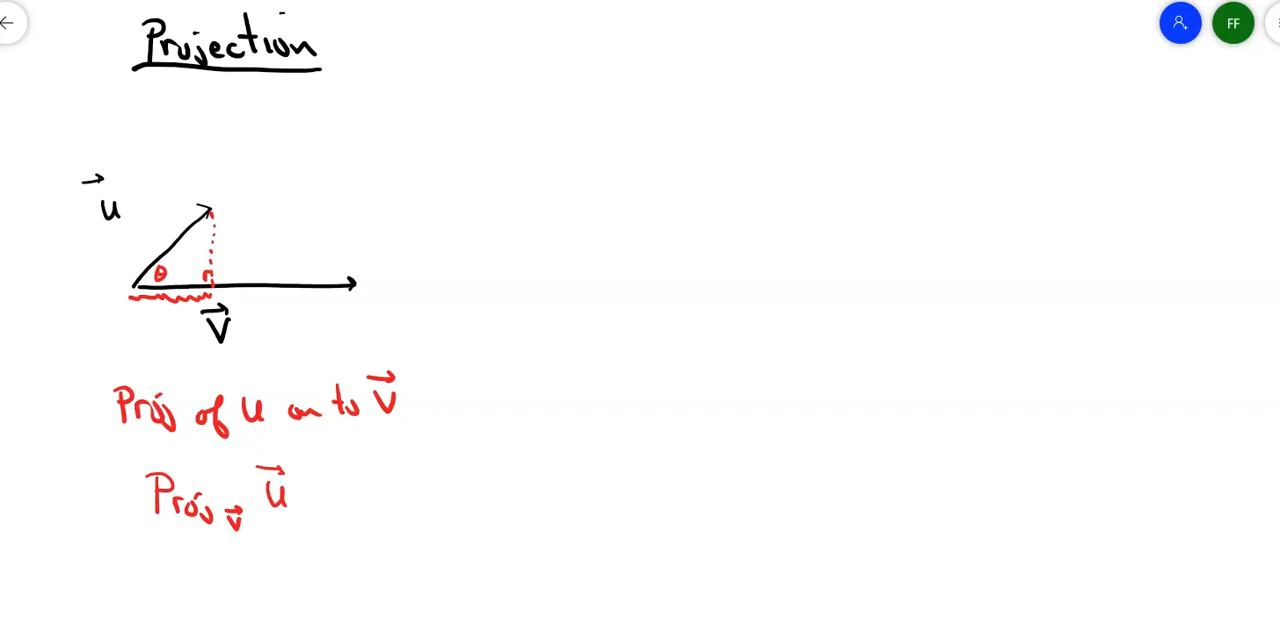 Projection
FF
→
u
θ
→
V
Proj of u on to V⃗
Proj v⃗ u⃗